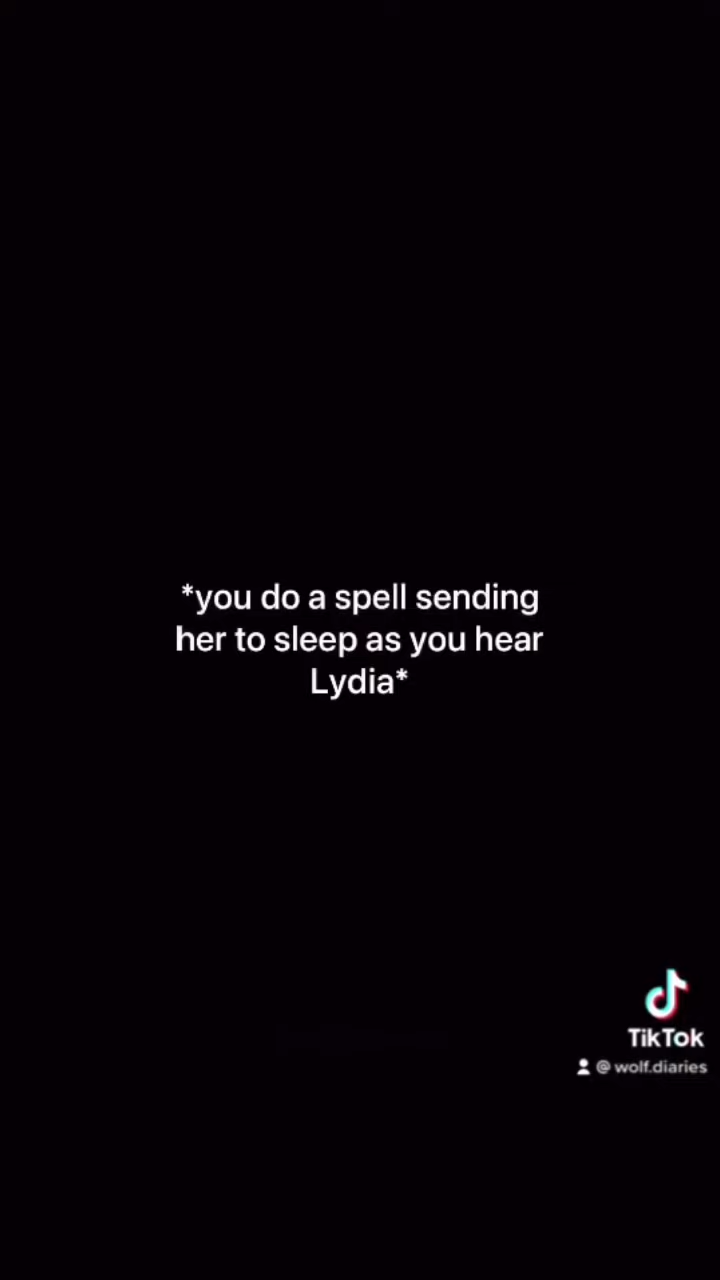 *you do a spell sending
her to sleep as you hear
Lydia*
TikTok
@ wolf.diaries